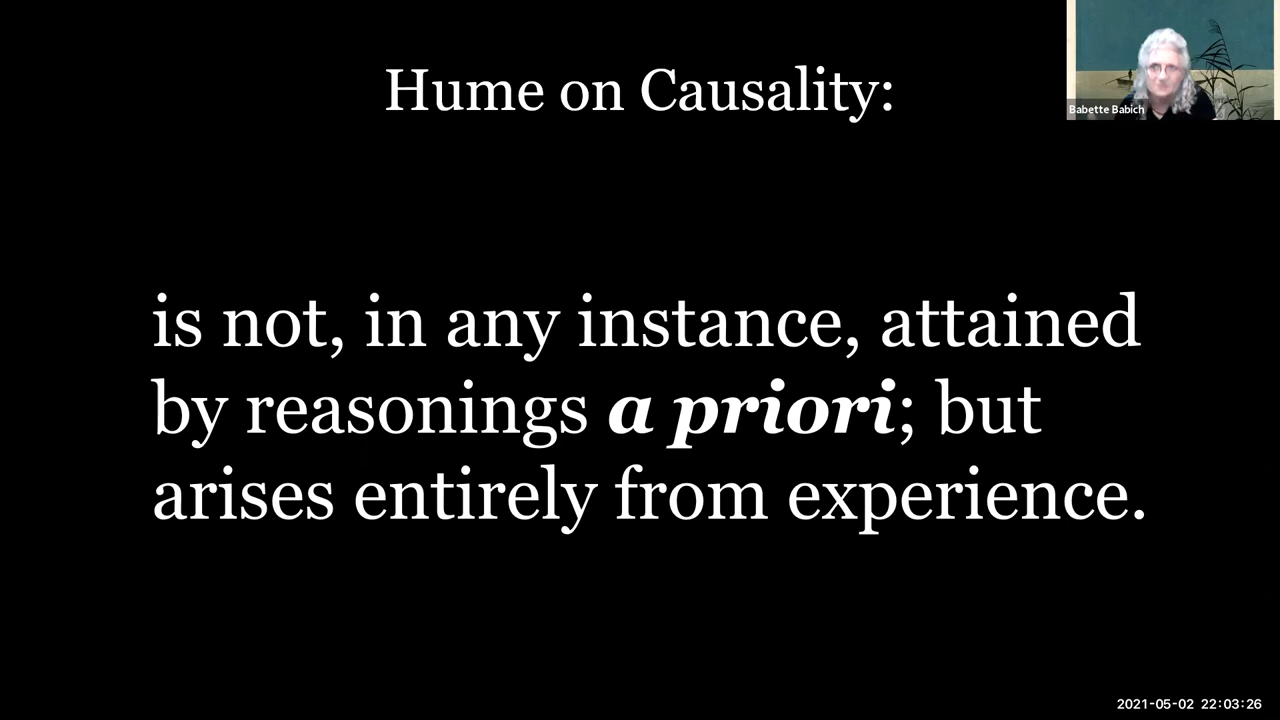 Hume on Causality:
Babette Babich
is not, in any instance, attained
by reasonings a priori; but
arises entirely from experience.
2021-05-02 22:03:26